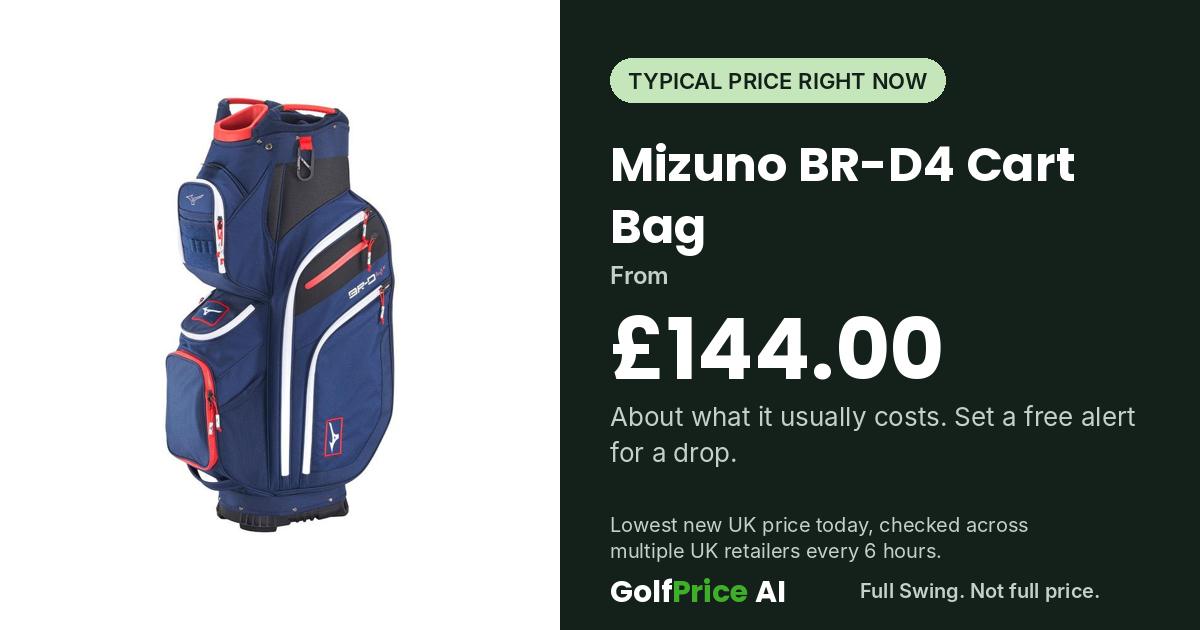 TYPICAL PRICE RIGHT NOW
Mizuno BR-D4 Cart
Bag
From
£144.00
About what it usually costs. Set a free alert
for a drop.
Lowest new UK price today, checked across
multiple UK retailers every 6 hours.
GolfPrice AI
Full Swing. Not full price.
BR-D4